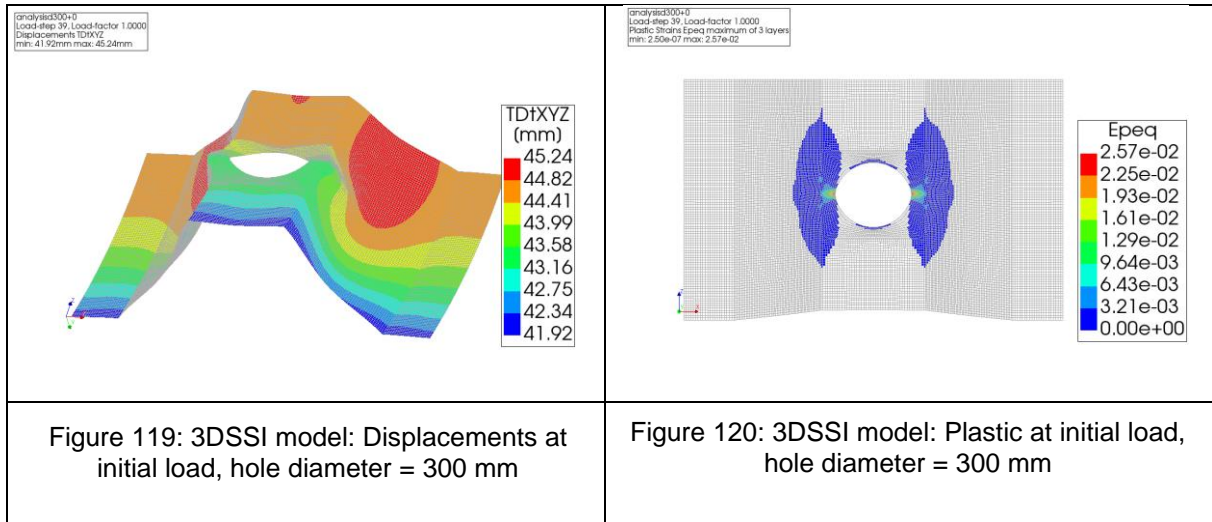 analysisd300+0
Load-step 39, Load-factor 1.0000
Displacements TDtXYZ
min: 41.92mm max: 45.24mm
TDtXYZ
(mm)
45.24
44.82
44.41
43.99
43.58
43.16
42.75
42.34
41.92
analysisd300+0
Load-step 39, Load-factor 1.0000
Plastic Strains Epeq maximum of 3 layers
min: 2.50e-07 max: 2.57e-02
Epeq
2.57e-02
2.25e-02
1.93e-02
1.61e-02
1.29e-02
9.64e-03
6.43e-03
3.21e-03
0.00e+00
Figure 119: 3DSSI model: Displacements at
initial load, hole diameter = 300 mm
Figure 120: 3DSSI model: Plastic at initial load,
hole diameter = 300 mm